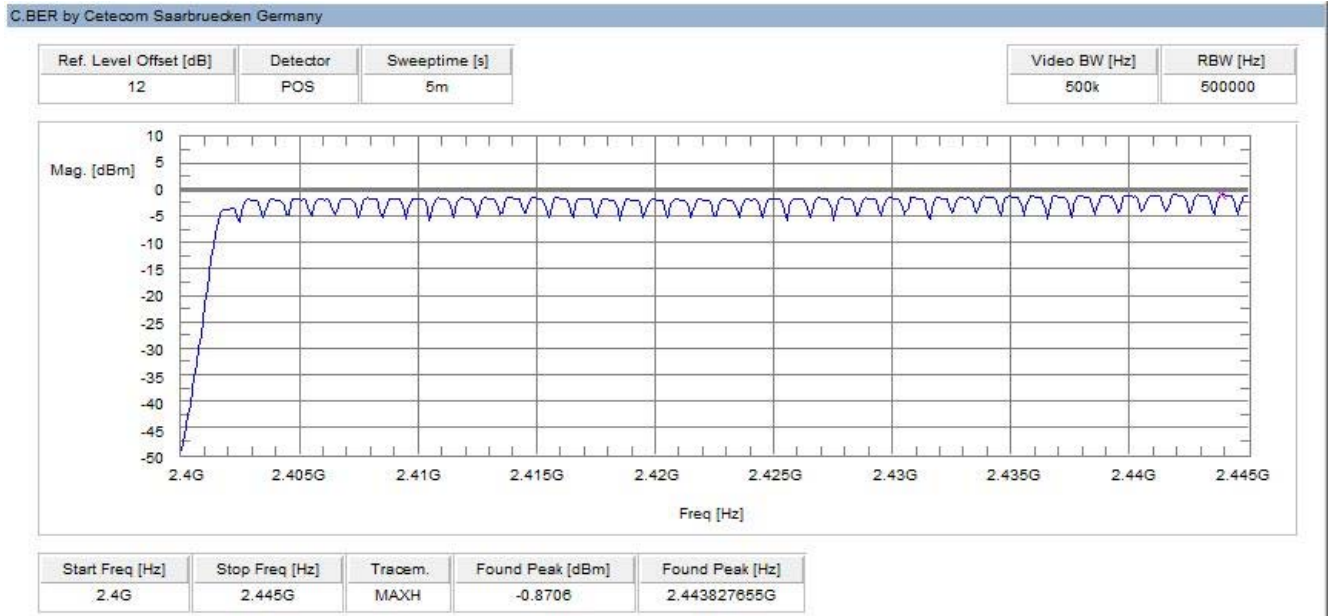 C.BER by Cetecom Saarbruecken Germany
Ref. Level Offset [dB] Detector Sweeptime [s] Video BW [Hz] RBW [Hz]
12 POS 5m 500k 500000
10
Mag. [dBm] 5
0
-5
-10
-15
-20
-25
-30
-35
-40
-45
-50
2.4G 2.405G 2.41G 2.415G 2.42G 2.425G 2.43G 2.435G 2.44G 2.445G
Freq [Hz]
Start Freq [Hz] Stop Freq [Hz] Tracem. Found Peak [dBm] Found Peak [Hz]
2.4G 2.445G MAXH -0.8706 2.443827655G